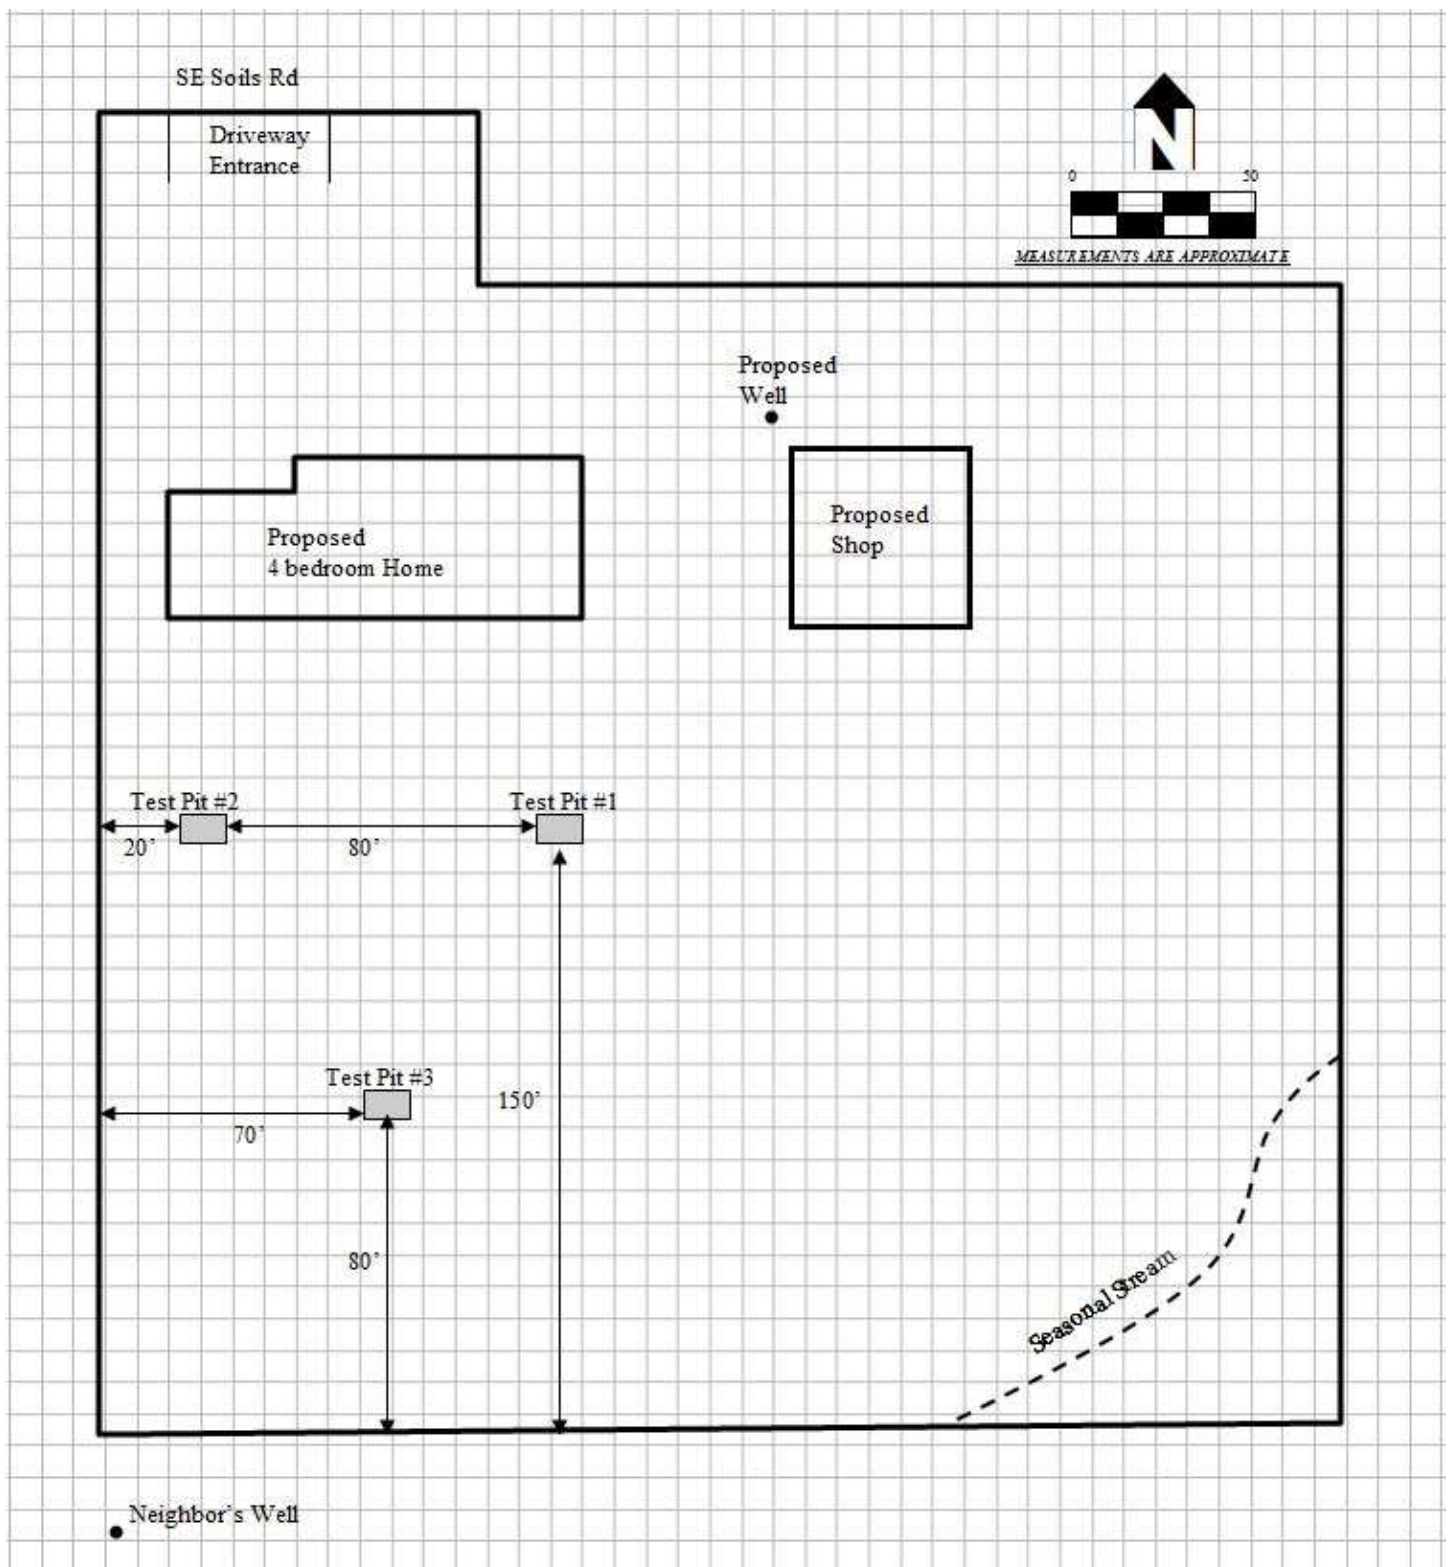 SE Soils Rd
Driveway
Entrance
N
0 50
MEASUREMENTS ARE APPROXIMATE
Proposed
Well
Proposed
4 bedroom Home
Proposed
Shop
Test Pit #2
Test Pit #1
20’
80’
Test Pit #3
70’
150’
80’
Seasonal Stream
Neighbor’s Well